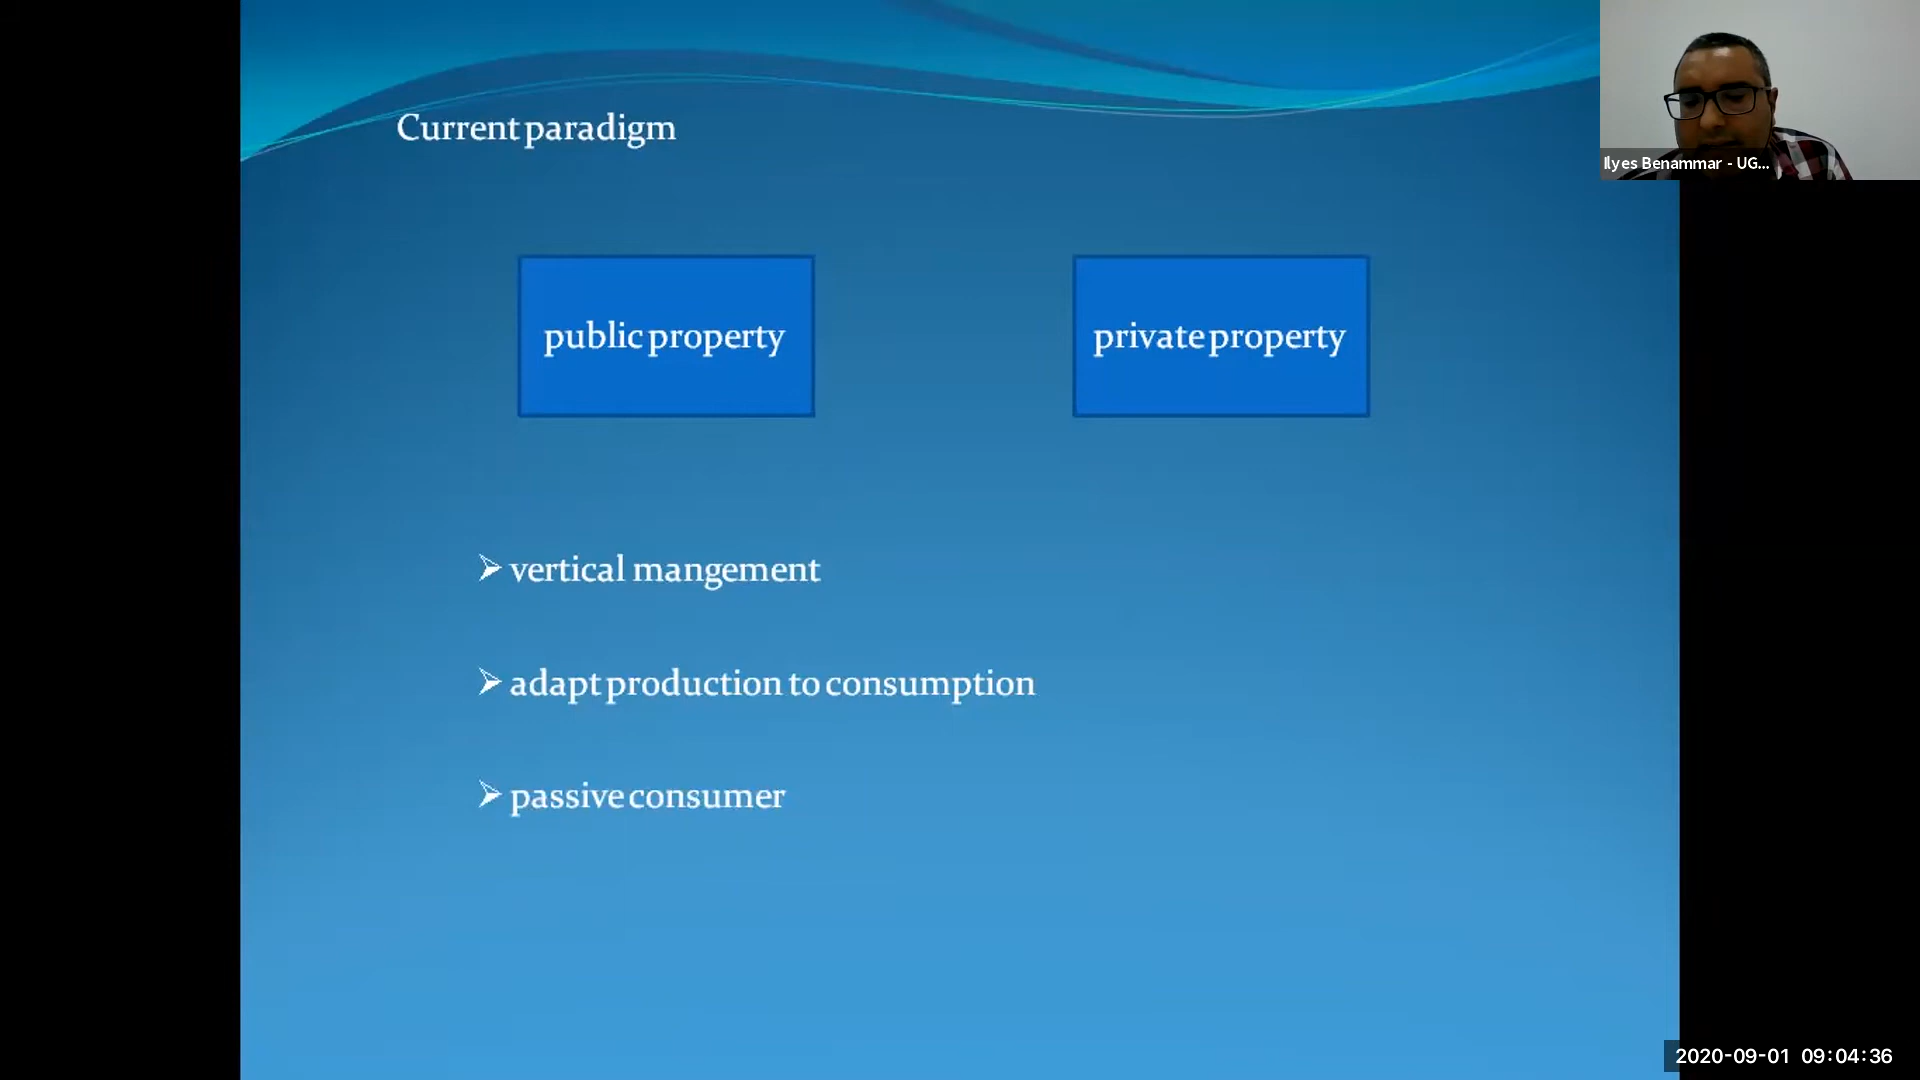 Current paradigm
Ilyes Benammar - UG...
public property
private property
vertical mangement
adapt production to consumption
passive consumer
2020-09-01 09:04:36